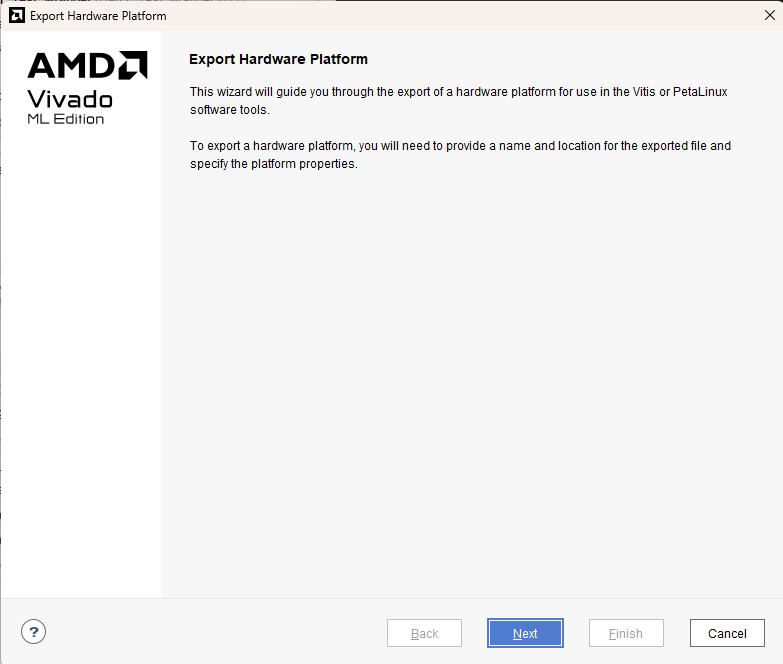 Export Hardware Platform
AMD
Vivado
ML Edition
Export Hardware Platform
This wizard will guide you through the export of a hardware platform for use in the Vitis or PetaLinux
software tools.
To export a hardware platform, you will need to provide a name and location for the exported file and
specify the platform properties.
?
Back
Next
Finish
Cancel